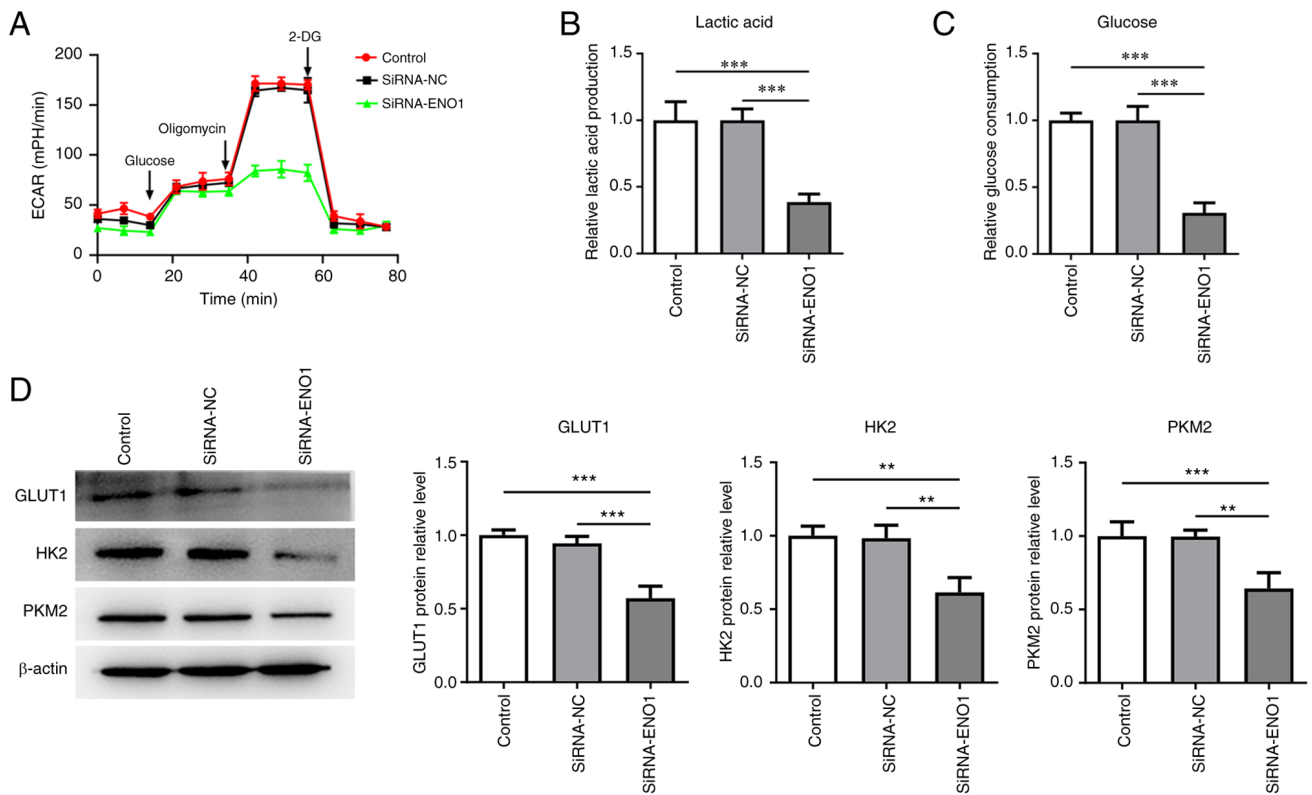 A
ECAR (mPH/min)
200
150
100
50
0
0
20
40
60
80
Time (min)
Glucose
Oligomycin
2-DG
Control
SiRNA-NC
SiRNA-ENO1
B
Lactic acid
Relative lactic acid production
1.5
1.0
0.5
0.0
***
***
Control
SiRNA-NC
SiRNA-ENO1
C
Glucose
Relative glucose consumption
1.5
1.0
0.5
0.0
***
***
Control
SiRNA-NC
SiRNA-ENO1
D
Control
SiRNA-NC
SiRNA-ENO1
GLUT1
HK2
PKM2
β-actin
GLUT1
GLUT1 protein relative level
1.5
1.0
0.5
0.0
***
***
Control
SiRNA-NC
SiRNA-ENO1
HK2
HK2 protein relative level
1.5
1.0
0.5
0.0
**
**
Control
SiRNA-NC
SiRNA-ENO1
PKM2
PKM2 protein relative level
1.5
1.0
0.5
0.0
***
**
Control
SiRNA-NC
SiRNA-ENO1